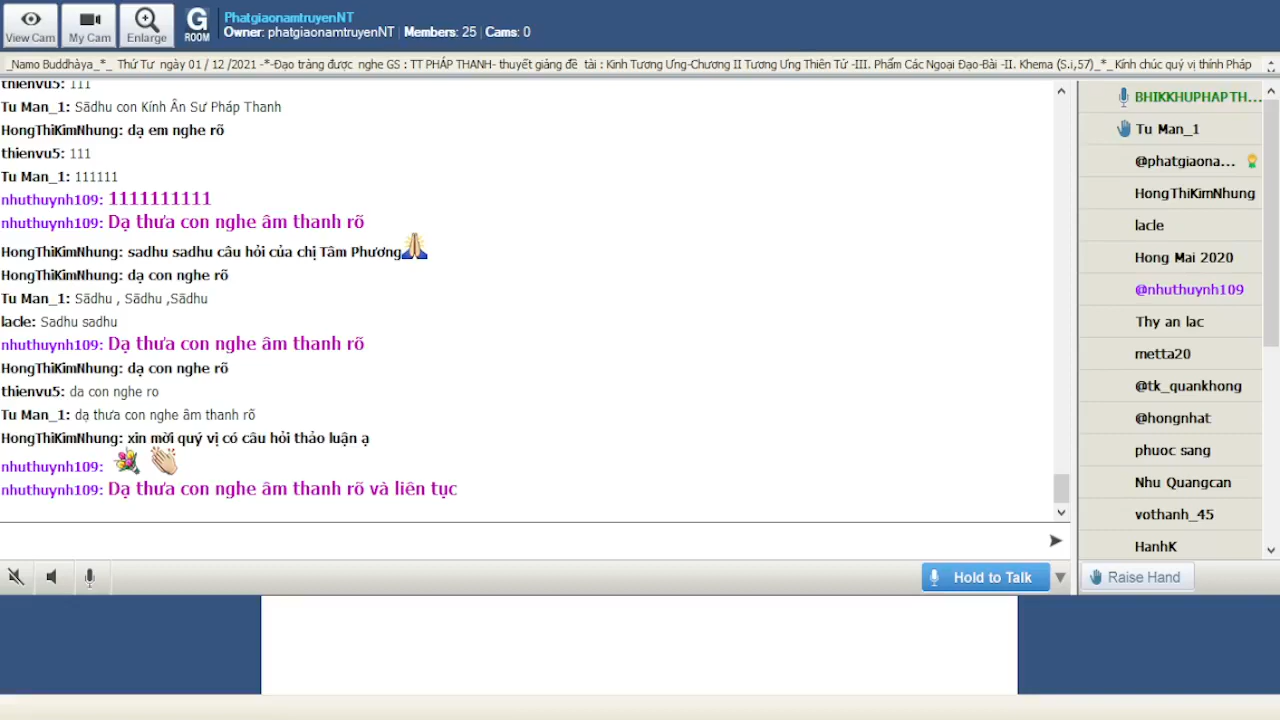 View Cam
My Cam
Enlarge
G
ROOM
PhatgiaonamtruyenNT
Owner: phatgiaonamtruyenNT | Members: 25 | Cams: 0
_Namo Buddhàya_*_ Thứ Tư ngày 01 / 12 /2021 -*-Đạo tràng được nghe GS : TT PHÁP THANH- thuyết giảng đề tài : Kinh Tương Ưng-Chương II Tương Ưng Thiên Tử -III. Phẩm Các Ngoại Đạo-Bài -II. Khema (S.i,57)_*_Kính chúc quý vị thính Pháp
thienvu5: 111
Tu Man_1: Sādhu con Kính Ân Sư Pháp Thanh
HongThiKimNhung: dạ em nghe rõ
thienvu5: 111
Tu Man_1: 111111
nhuthuynh109: 1111111111
nhuthuynh109: Dạ thưa con nghe âm thanh rõ
HongThiKimNhung: sadhu sadhu câu hỏi của chị Tâm Phương
HongThiKimNhung: dạ con nghe rõ
Tu Man_1: Sādhu , Sādhu ,Sādhu
lacle: Sadhu sadhu
nhuthuynh109: Dạ thưa con nghe âm thanh rõ
HongThiKimNhung: dạ con nghe rõ
thienvu5: da con nghe ro
Tu Man_1: dạ thưa con nghe âm thanh rõ
HongThiKimNhung: xin mời quý vị có câu hỏi thảo luận ạ
nhuthuynh109:
nhuthuynh109: Dạ thưa con nghe âm thanh rõ và liên tục
BHIKKHUPHAPTH...
Tu Man_1
@phatgiaona...
HongThiKimNhung
lacle
Hong Mai 2020
@nhuthuynh109
Thy an lac
metta20
@tk_quankhong
@hongnhat
phuoc sang
Nhu Quangcan
vothanh_45
HanhK
Hold to Talk
Raise Hand